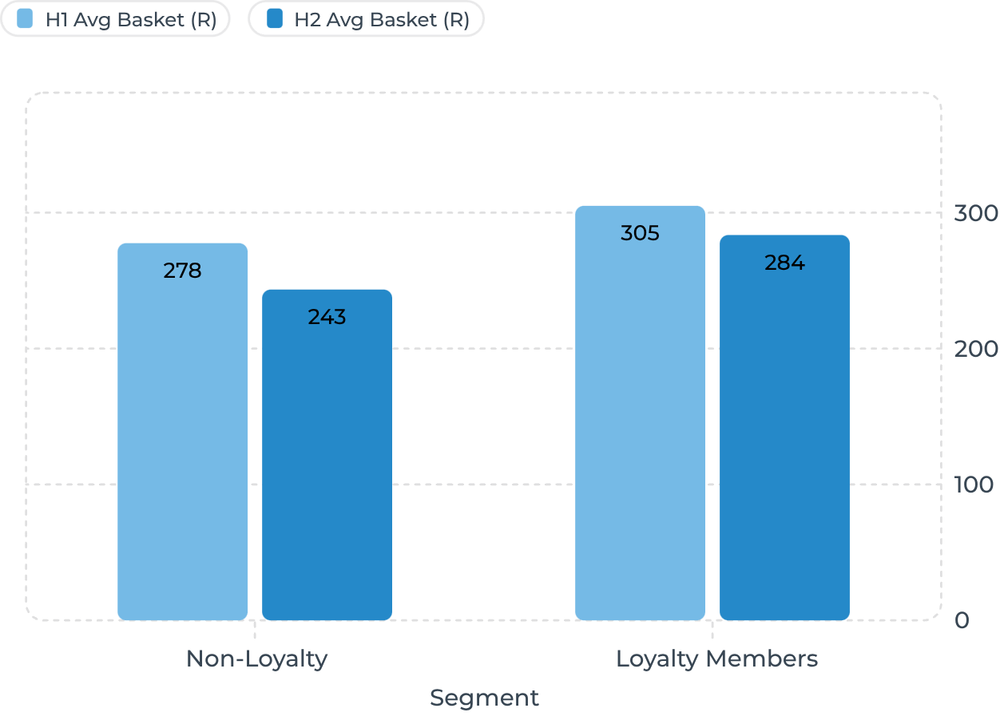 H1 Avg Basket (R) H2 Avg Basket (R)
300
305
284
278
243
200
100
0
Non-Loyalty Loyalty Members
Segment